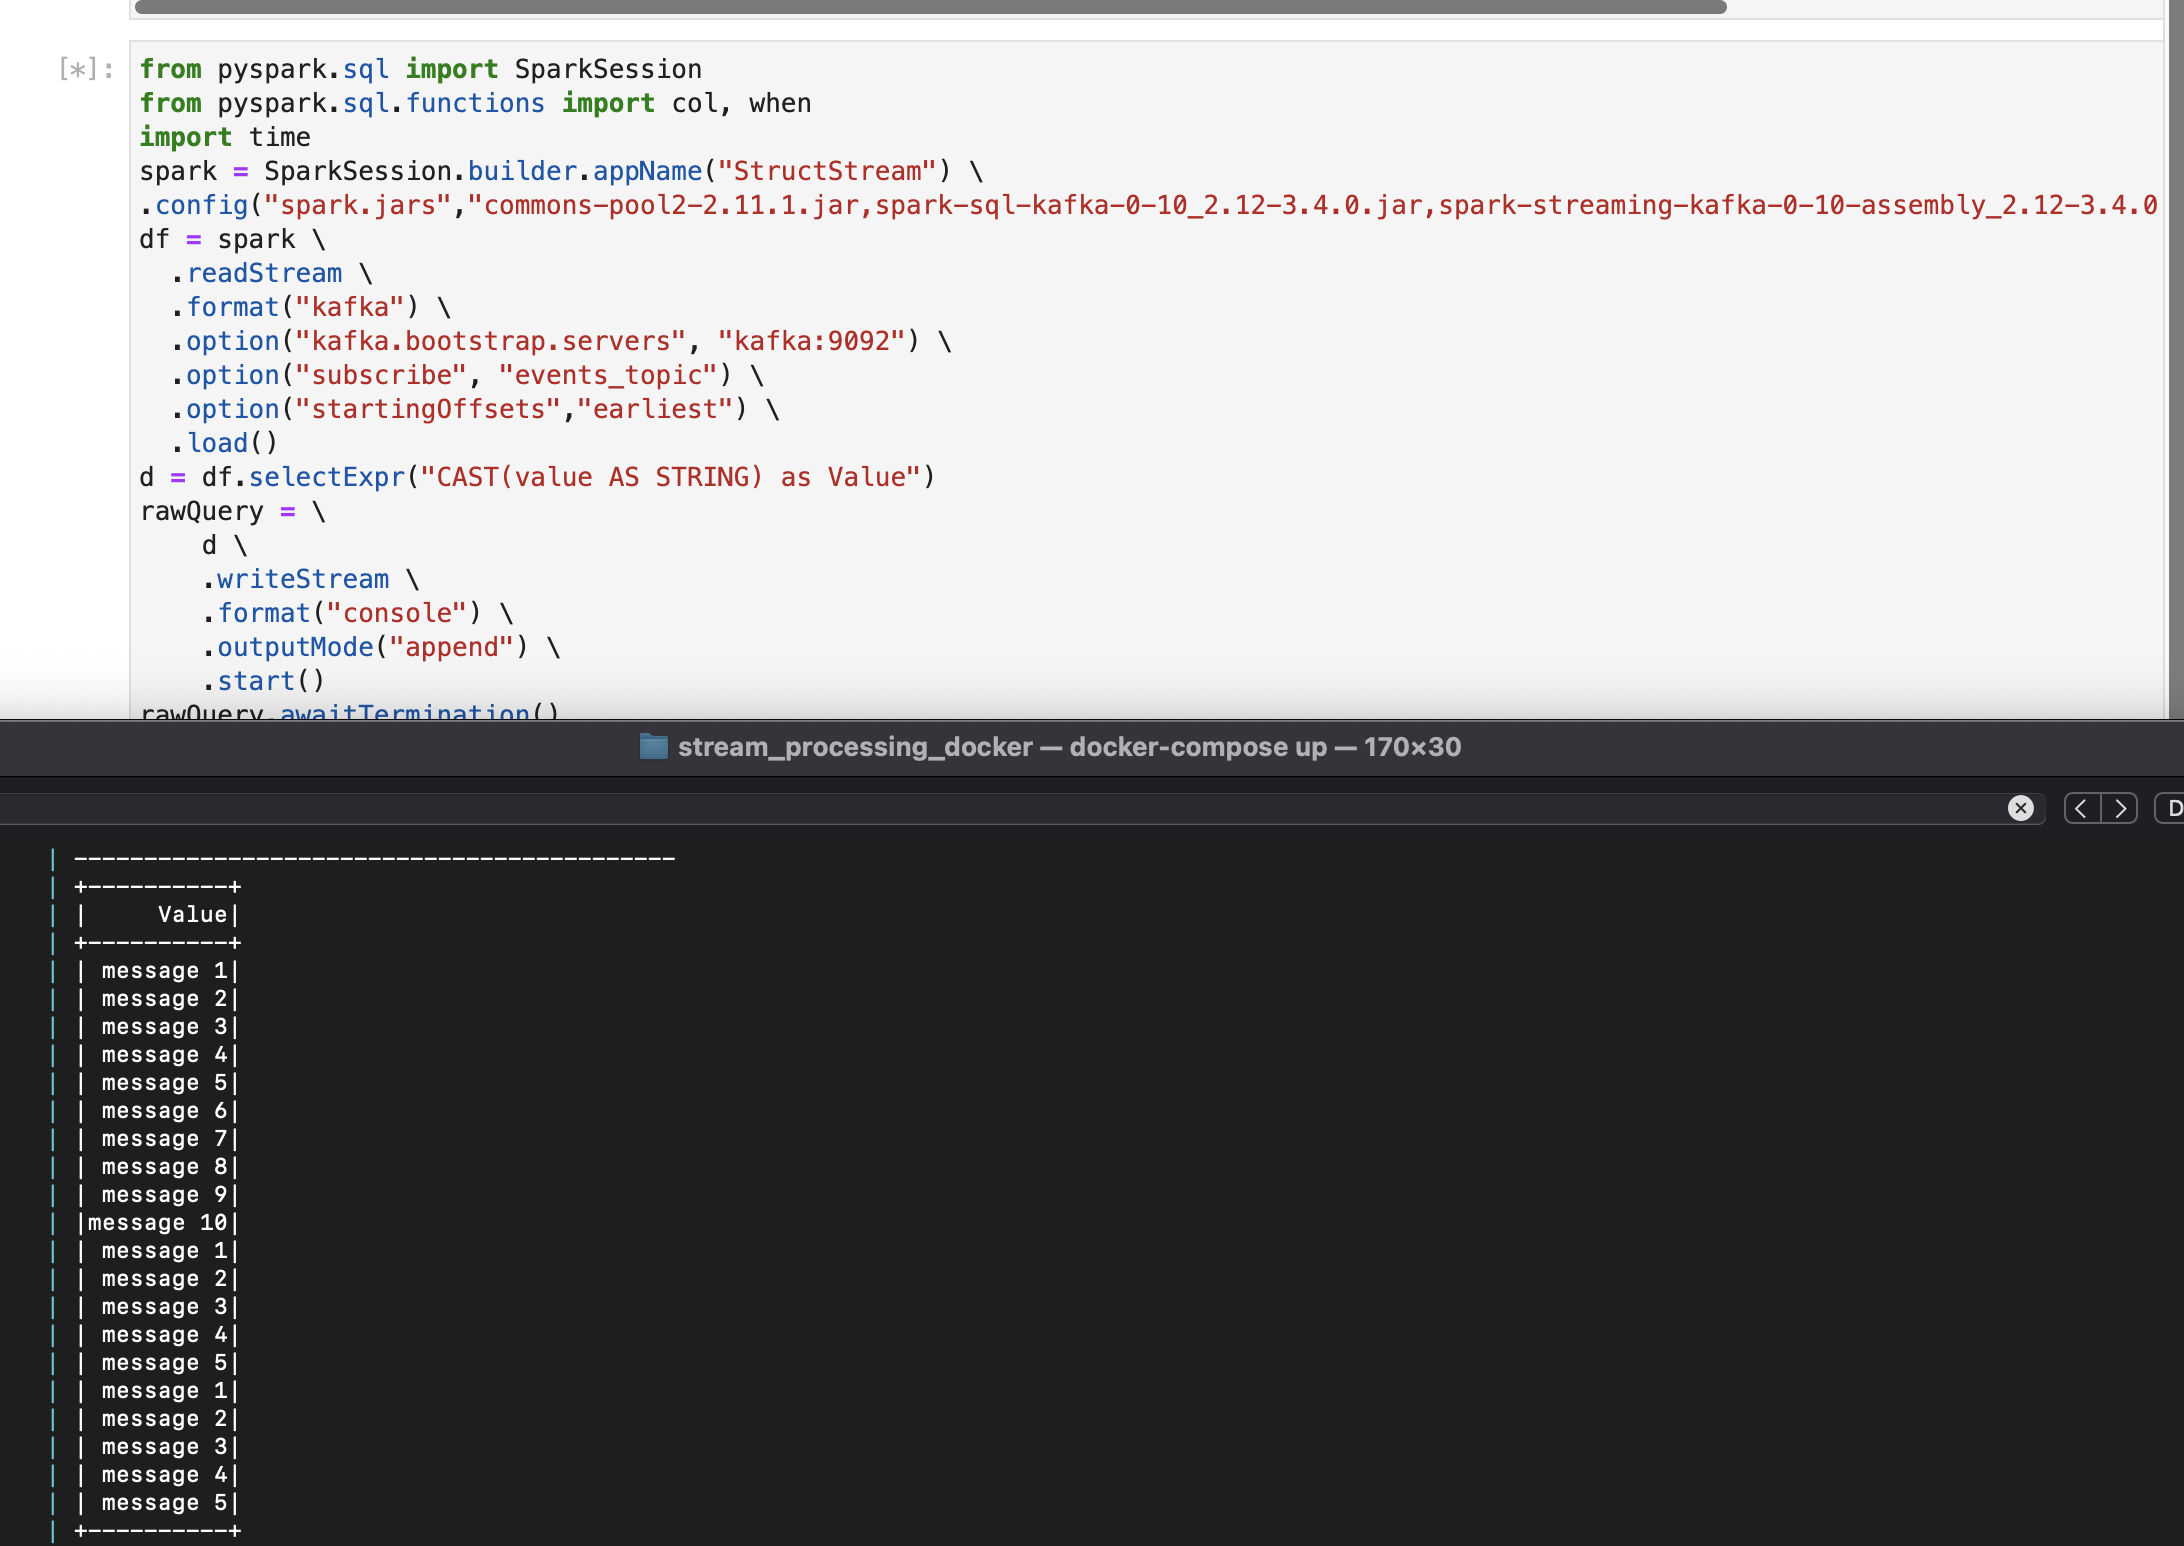 [*]:
from pyspark.sql import SparkSession
from pyspark.sql.functions import col, when
import time
spark = SparkSession.builder.appName("StructStream") \
.config("spark.jars","commons-pool2-2.11.1.jar,spark-sql-kafka-0-10_2.12-3.4.0.jar,spark-streaming-kafka-0-10-assembly_2.12-3.4.0
df = spark \
  .readStream \
  .format("kafka") \
  .option("kafka.bootstrap.servers", "kafka:9092") \
  .option("subscribe", "events_topic") \
  .option("startingOffsets","earliest") \
  .load()
d = df.selectExpr("CAST(value AS STRING) as Value")
rawQuery = \
    d \
    .writeStream \
    .format("console") \
    .outputMode("append") \
    .start()
rawQuery.awaitTermination()
stream_processing_docker — docker-compose up — 170×30
D
| -------------------------------------------
| +----------+
| |     Value|
| +----------+
| | message 1|
| | message 2|
| | message 3|
| | message 4|
| | message 5|
| | message 6|
| | message 7|
| | message 8|
| | message 9|
| |message 10|
| | message 1|
| | message 2|
| | message 3|
| | message 4|
| | message 5|
| | message 1|
| | message 2|
| | message 3|
| | message 4|
| | message 5|
| +----------+